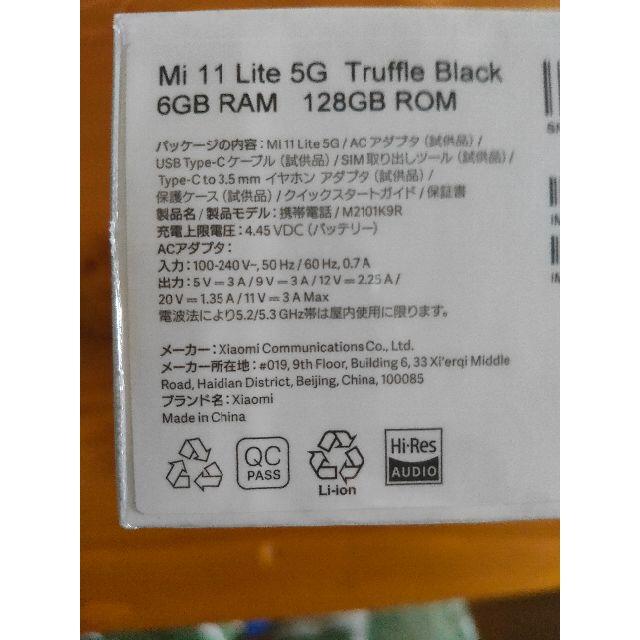 Mi 11 Lite 5G Truffle Black
6GB RAM 128GB ROM
パッケージの内容：Mi 11 Lite 5G / AC アダプタ（試供品）/
USB Type-C ケーブル（試供品）/ SIM 取り出しツール（試供品）/
Type-C to 3.5 mm イヤホン アダプタ（試供品）/
保護ケース（試供品）/ クイックスタートガイド / 保証書
製品名 / 製品モデル：携帯電話 / M2101K9R
充電上限電圧：4.45 VDC（バッテリー）
ACアダプタ：
入力：100-240 V~, 50 Hz / 60 Hz, 0.7 A
出力：5 V⎓3 A / 9 V⎓3 A / 12 V⎓2.25 A /
20 V⎓1.35 A / 11 V⎓3 A Max
電波法により5.2/5.3 GHz帯は屋内使用に限ります。
メーカー：Xiaomi Communications Co., Ltd.
メーカー所在地：#019, 9th Floor, Building 6, 33 Xi'erqi Middle
Road, Haidian District, Beijing, China, 100085
ブランド名：Xiaomi
Made in China
QC
PASS
Li-ion
Hi-Res
AUDIO